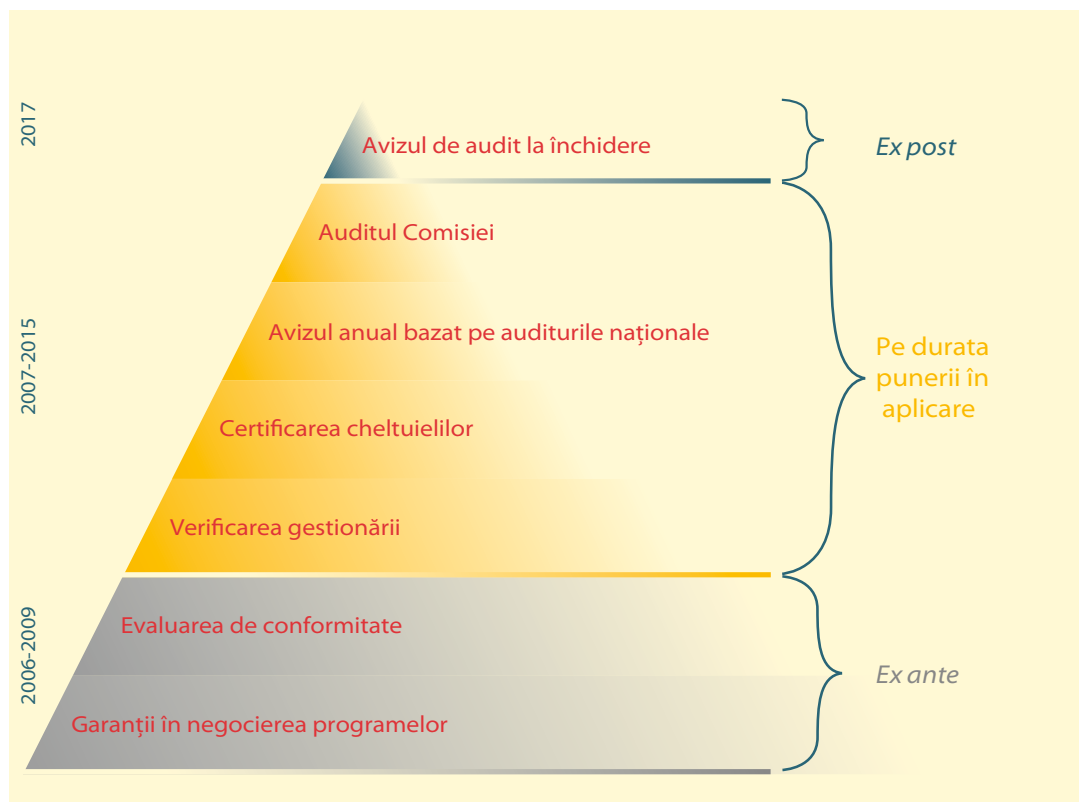 2017
Avizul de audit la închidere
Ex post
Auditul Comisiei
2007-2015
Avizul anual bazat pe auditurile naționale
Certificarea cheltuielilor
Verificarea gestionării
Pe durata
punerii în
aplicare
2006-2009
Evaluarea de conformitate
Garanții în negocierea programelor
Ex ante